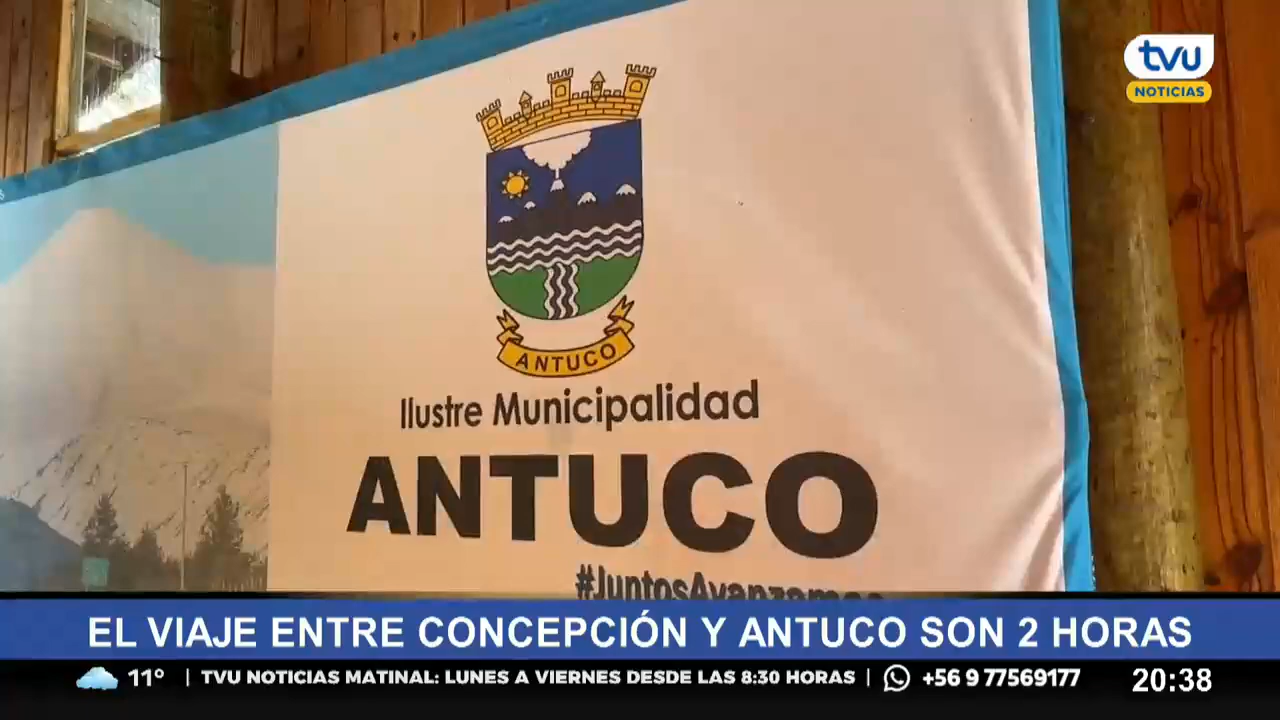 tvu
NOTICIAS
ANTUCO
Ilustre Municipalidad
ANTUCO
#JuntosAvanzamos
EL VIAJE ENTRE CONCEPCIÓN Y ANTUCO SON 2 HORAS
11° | TVU NOTICIAS MATINAL: LUNES A VIERNES DESDE LAS 8:30 HORAS | +56 9 77569177
20:38